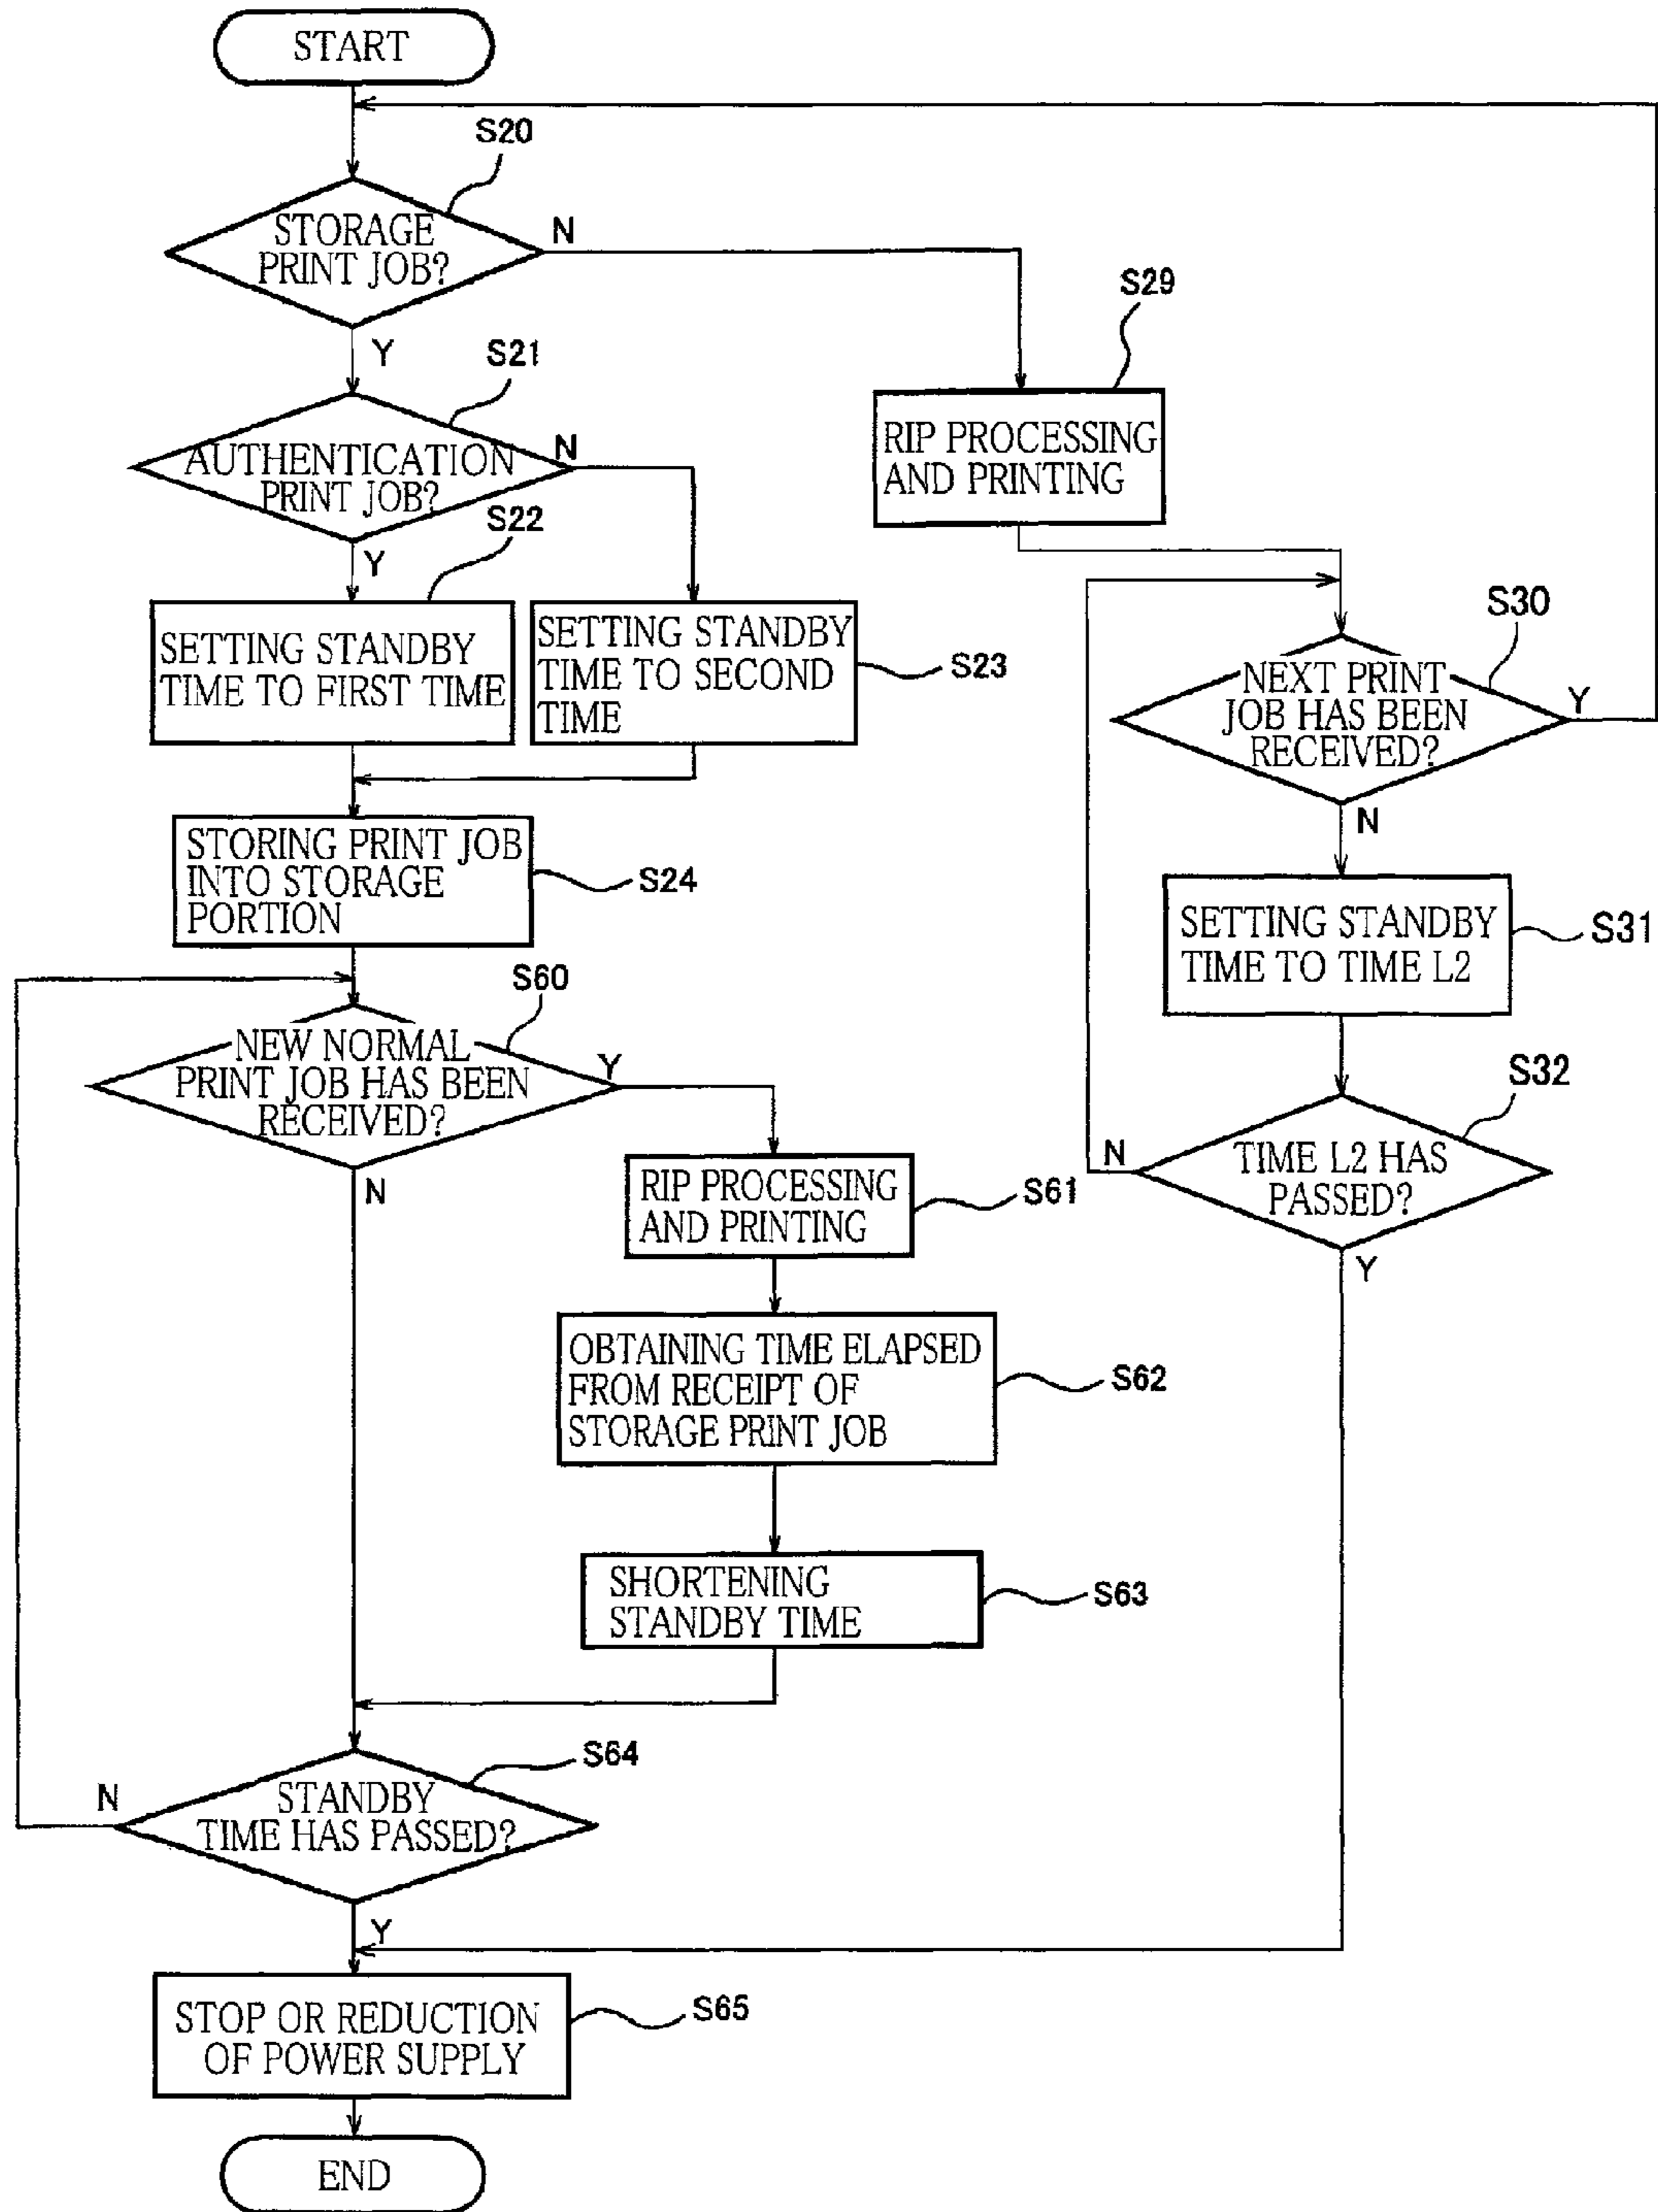 START
S20
STORAGE
PRINT JOB?
N
Y
S21
AUTHENTICATION
PRINT JOB?
N
Y
S22
SETTING STANDBY
TIME TO FIRST TIME
SETTING STANDBY
TIME TO SECOND
TIME
S23
STORING PRINT JOB
INTO STORAGE
PORTION
S24
S60
NEW NORMAL
PRINT JOB HAS BEEN
RECEIVED?
Y
N
RIP PROCESSING
AND PRINTING
S61
OBTAINING TIME ELAPSED
FROM RECEIPT OF
STORAGE PRINT JOB
S62
SHORTENING
STANDBY TIME
S63
S64
STANDBY
TIME HAS PASSED?
N
Y
STOP OR REDUCTION
OF POWER SUPPLY
S65
END
S29
RIP PROCESSING
AND PRINTING
S30
NEXT PRINT
JOB HAS BEEN
RECEIVED?
Y
N
SETTING STANDBY
TIME TO TIME L2
S31
S32
TIME L2 HAS
PASSED?
N
Y